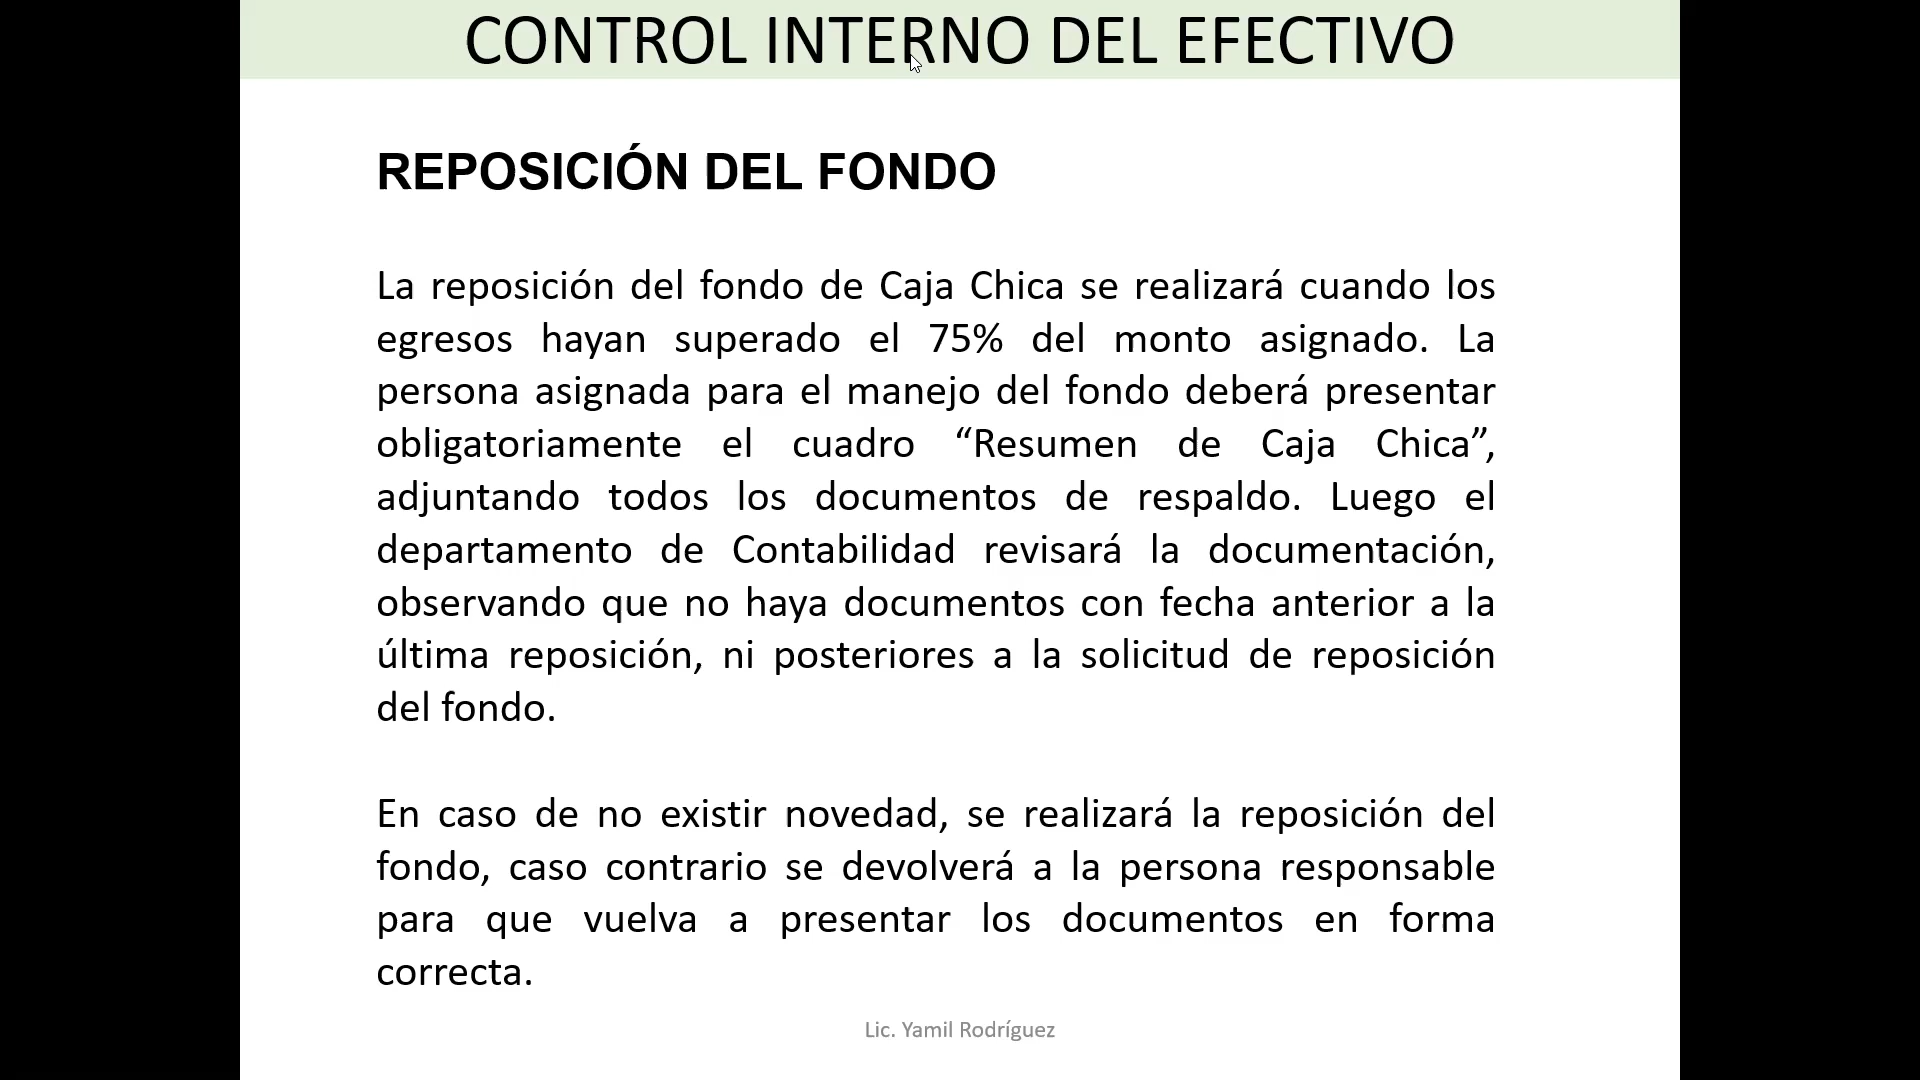 CONTROL INTERNO DEL EFECTIVO
REPOSICIÓN DEL FONDO
La reposición del fondo de Caja Chica se realizará cuando los
egresos hayan superado el 75% del monto asignado. La
persona asignada para el manejo del fondo deberá presentar
obligatoriamente el cuadro “Resumen de Caja Chica”,
adjuntando todos los documentos de respaldo. Luego el
departamento de Contabilidad revisará la documentación,
observando que no haya documentos con fecha anterior a la
última reposición, ni posteriores a la solicitud de reposición
del fondo.
En caso de no existir novedad, se realizará la reposición del
fondo, caso contrario se devolverá a la persona responsable
para que vuelva a presentar los documentos en forma
correcta.
Lic. Yamil Rodríguez